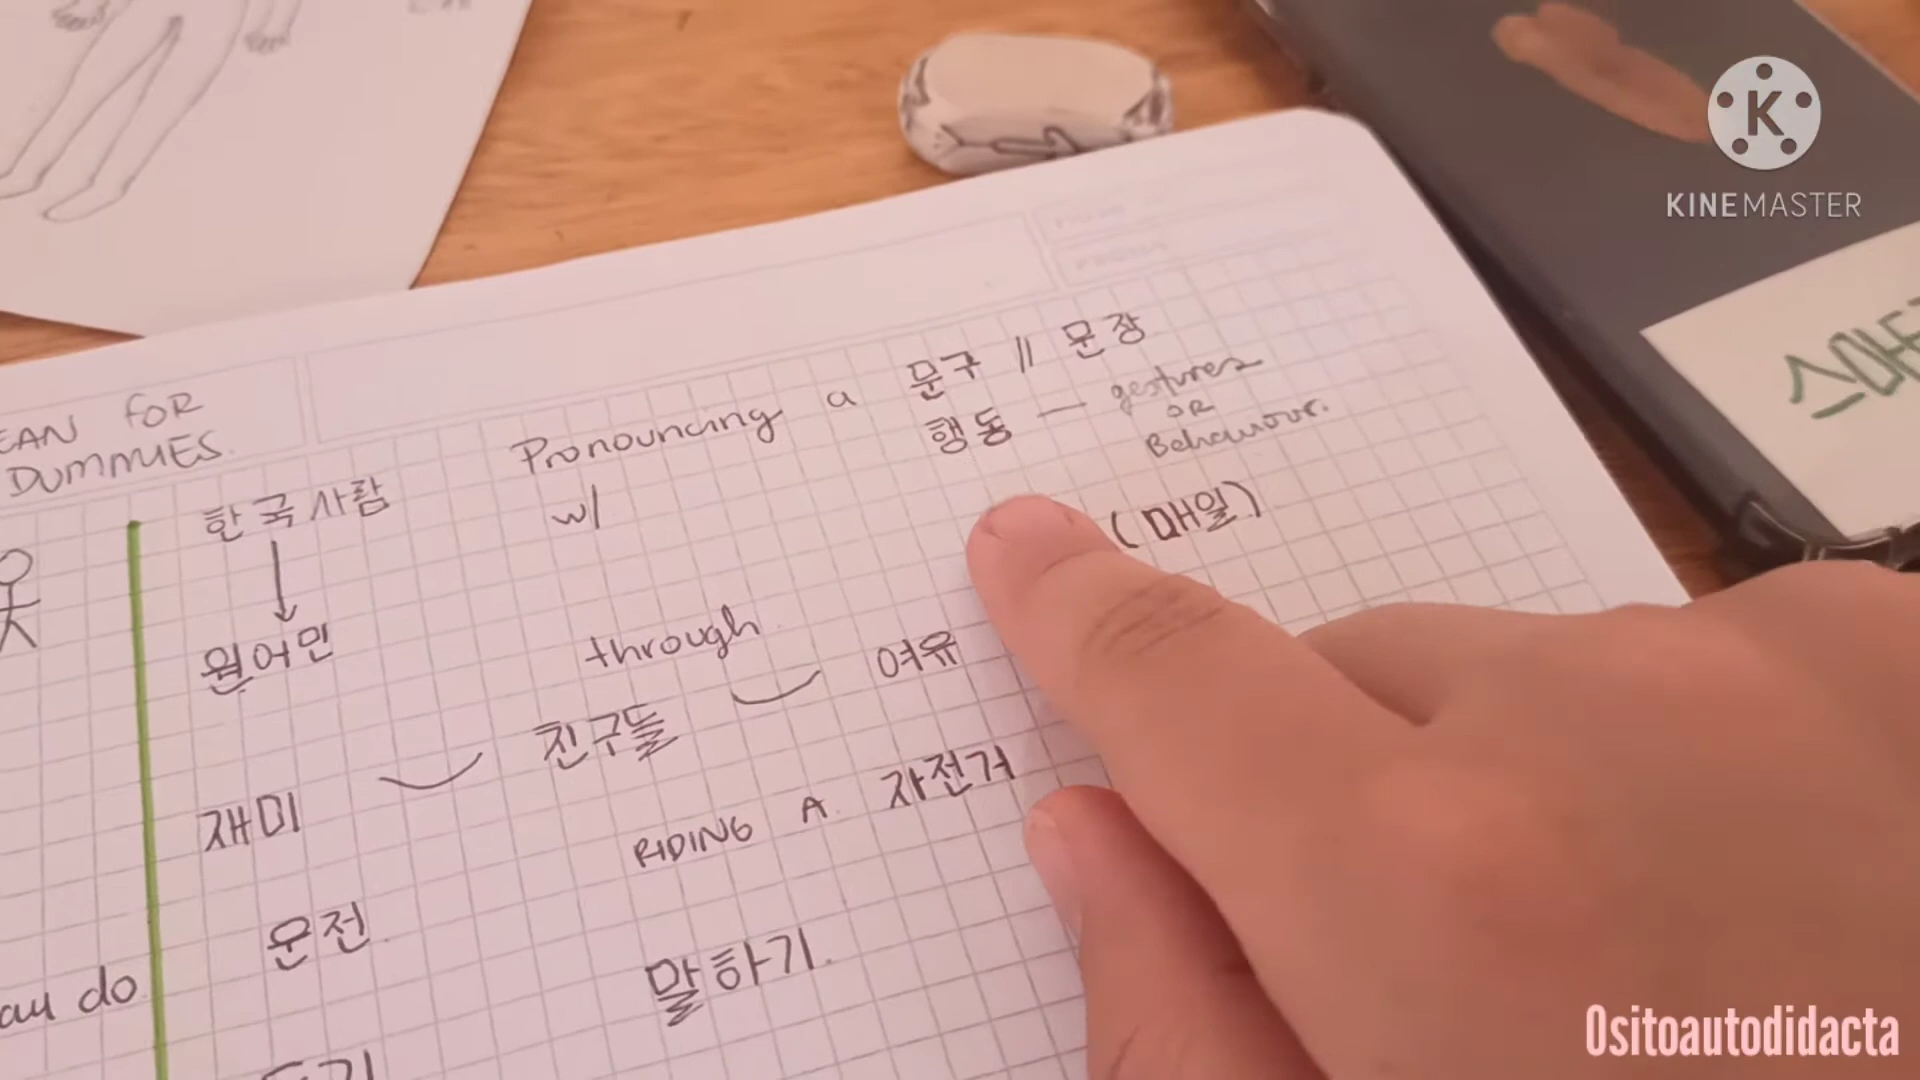 KINEMASTER
EAN FOR
DUMMIES.
Pronouncing a 문구 // 문장
행동 — gestures
OR
Behaviour.
한국 사람
w/
(매일)
원어민
through
여유
친구들
재미
RIDING A 자전거
운전
말하기.
do
Ositoautodidacta